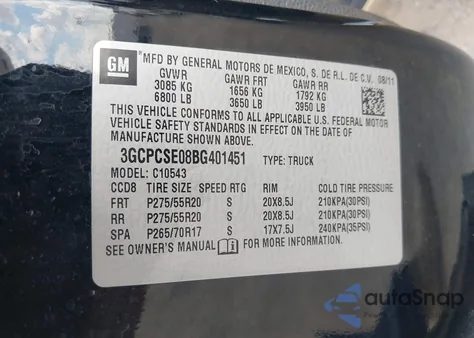 GM
MFD BY GENERAL MOTORS DE MEXICO, S. DE R.L. DE C.V. 08/11
GVWR GAWR FRT GAWR RR
3085 KG 1656 KG 1792 KG
6800 LB 3650 LB 3950 LB
THIS VEHICLE CONFORMS TO ALL APPLICABLE U.S. FEDERAL MOTOR
VEHICLE SAFETY STANDARDS IN EFFECT ON THE DATE OF
MANUFACTURE SHOWN ABOVE.
3GCPCSE08BG401451 TYPE: TRUCK
MODEL: C10543
CCD8 TIRE SIZE SPEED RTG RIM COLD TIRE PRESSURE
FRT P275/55R20 S 20X8.5J 210KPA(30PSI)
RR P275/55R20 S 20X8.5J 210KPA(30PSI)
SPA P265/70R17 S 17X7.5J 240KPA(35PSI)
SEE OWNER'S MANUAL FOR MORE INFORMATION.
autoSnap